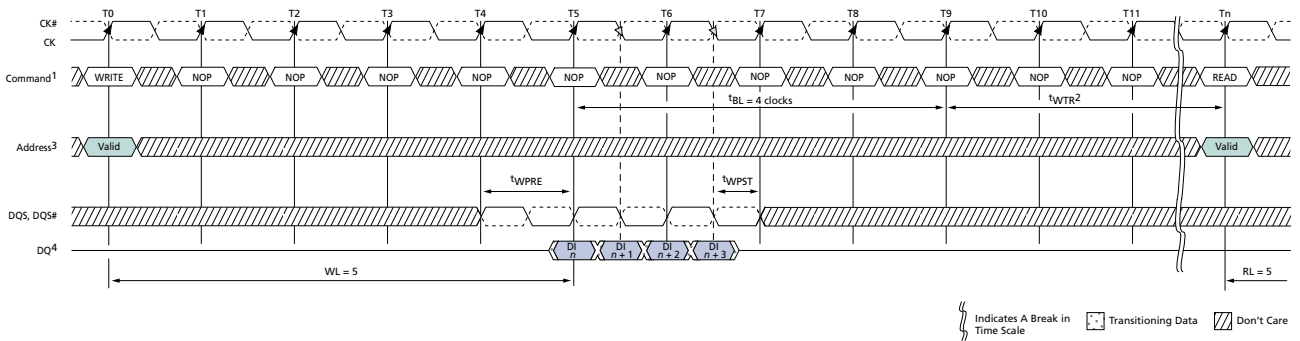 T0 T1 T2 T3 T4 T5 T6 T7 T8 T9 T10 T11 Tn
CK#
CK
Command1 WRITE NOP NOP NOP NOP NOP NOP NOP NOP NOP NOP NOP READ
tBL = 4 clocks tWTR2
Address3 Valid Valid
tWPRE tWPST
DQS, DQS#
DQ4 DI n DI n + 1 DI n + 2 DI n + 3
WL = 5 RL = 5
Indicates A Break in Time Scale Transitioning Data Don't Care